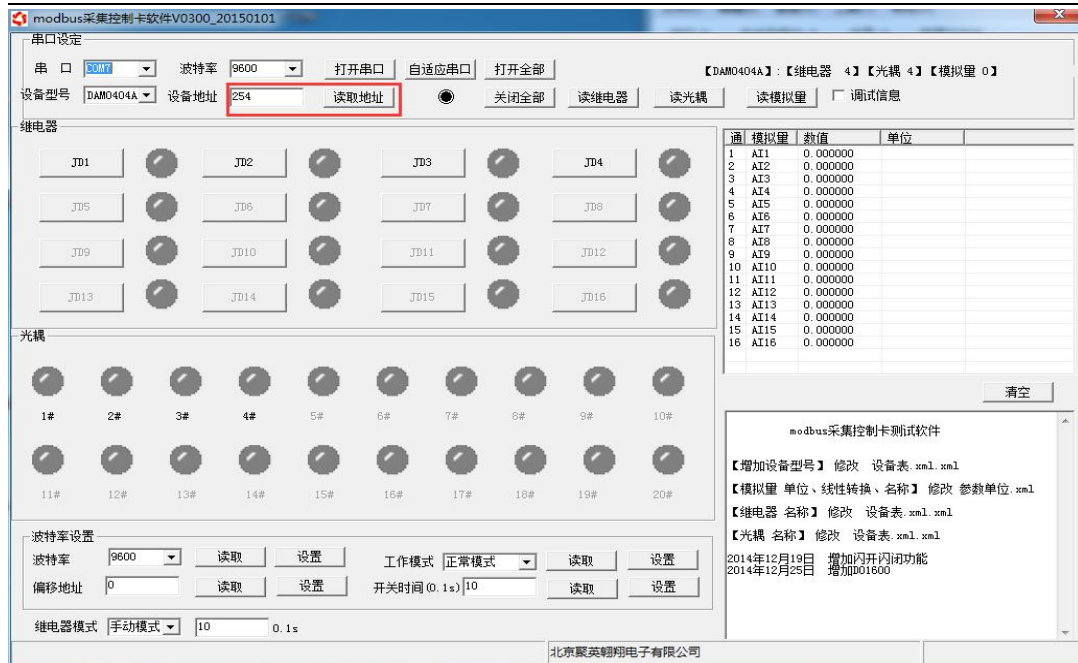 modbus采集控制卡软件V0300_20150101
串口设定
串 口 COM7 波特率 9600 打开串口 自适应串口 打开全部 【DAM0404A】:【继电器 4】【光耦 4】【模拟量 0】
设备型号 DAM0404A 设备地址 254 读取地址 关闭全部 读继电器 读光耦 读模拟量 调试信息
继电器
JD1 JD2 JD3 JD4
JD5 JD6 JD7 JD8
JD9 JD10 JD11 JD12
JD13 JD14 JD15 JD16
通 模拟量 数值 单位
1 AI1 0.000000
2 AI2 0.000000
3 AI3 0.000000
4 AI4 0.000000
5 AI5 0.000000
6 AI6 0.000000
7 AI7 0.000000
8 AI8 0.000000
9 AI9 0.000000
10 AI10 0.000000
11 AI11 0.000000
12 AI12 0.000000
13 AI13 0.000000
14 AI14 0.000000
15 AI15 0.000000
16 AI16 0.000000
光耦
1# 2# 3# 4# 5# 6# 7# 8# 9# 10#
11# 12# 13# 14# 15# 16# 17# 18# 19# 20#
清空
modbus采集控制卡测试软件
【增加设备型号】 修改 设备表.xml.xml
【模拟量 单位、线性转换、名称】 修改 参数单位.xml
【继电器 名称】 修改 设备表.xml.xml
【光耦 名称】 修改 设备表.xml.xml
2014年12月19日 增加闪开闪闭功能
2014年12月25日 增加DO1600
波特率设置
波特率 9600 读取 设置 工作模式 正常模式 读取 设置
偏移地址 0 读取 设置 开关时间(0.1s) 10 读取 设置
继电器模式 手动模式 10 0.1s
北京聚英翱翔电子有限公司